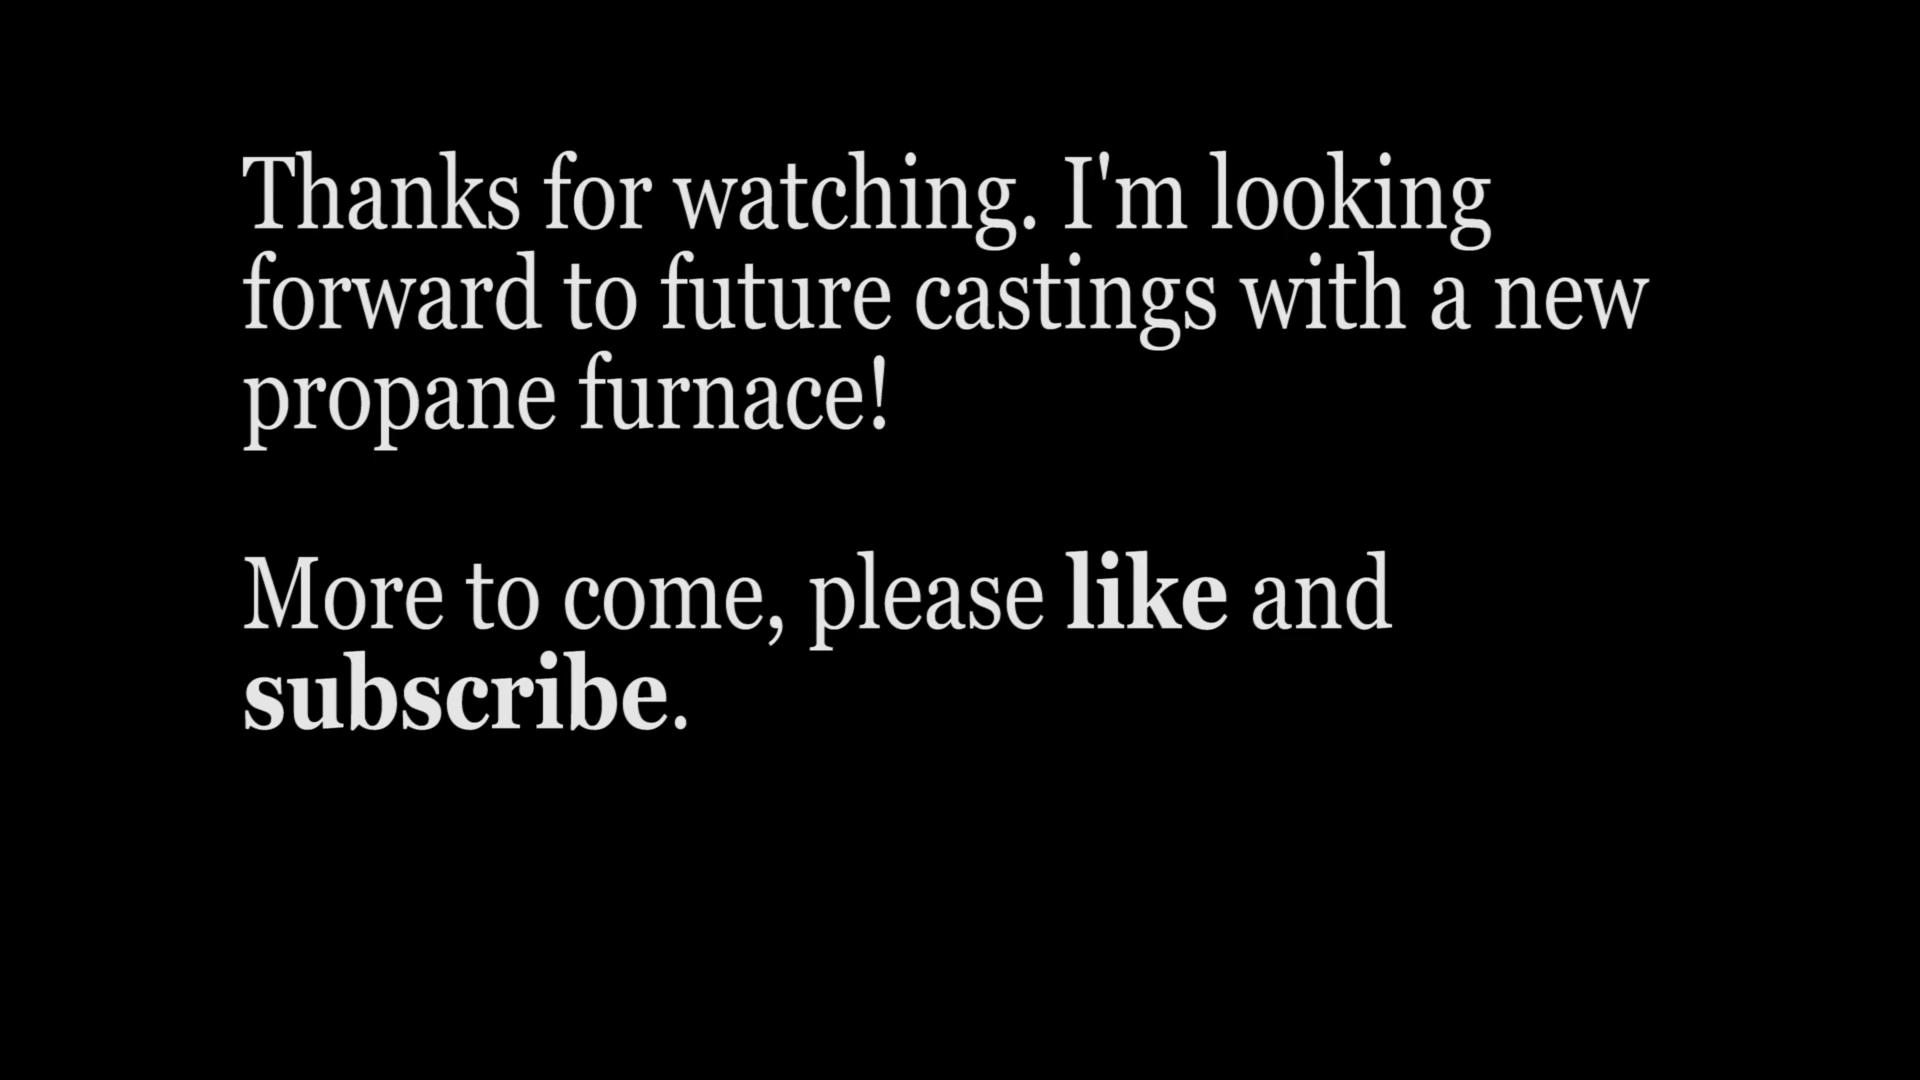 Thanks for watching. I'm looking
forward to future castings with a new
propane furnace!
More to come, please like and
subscribe.